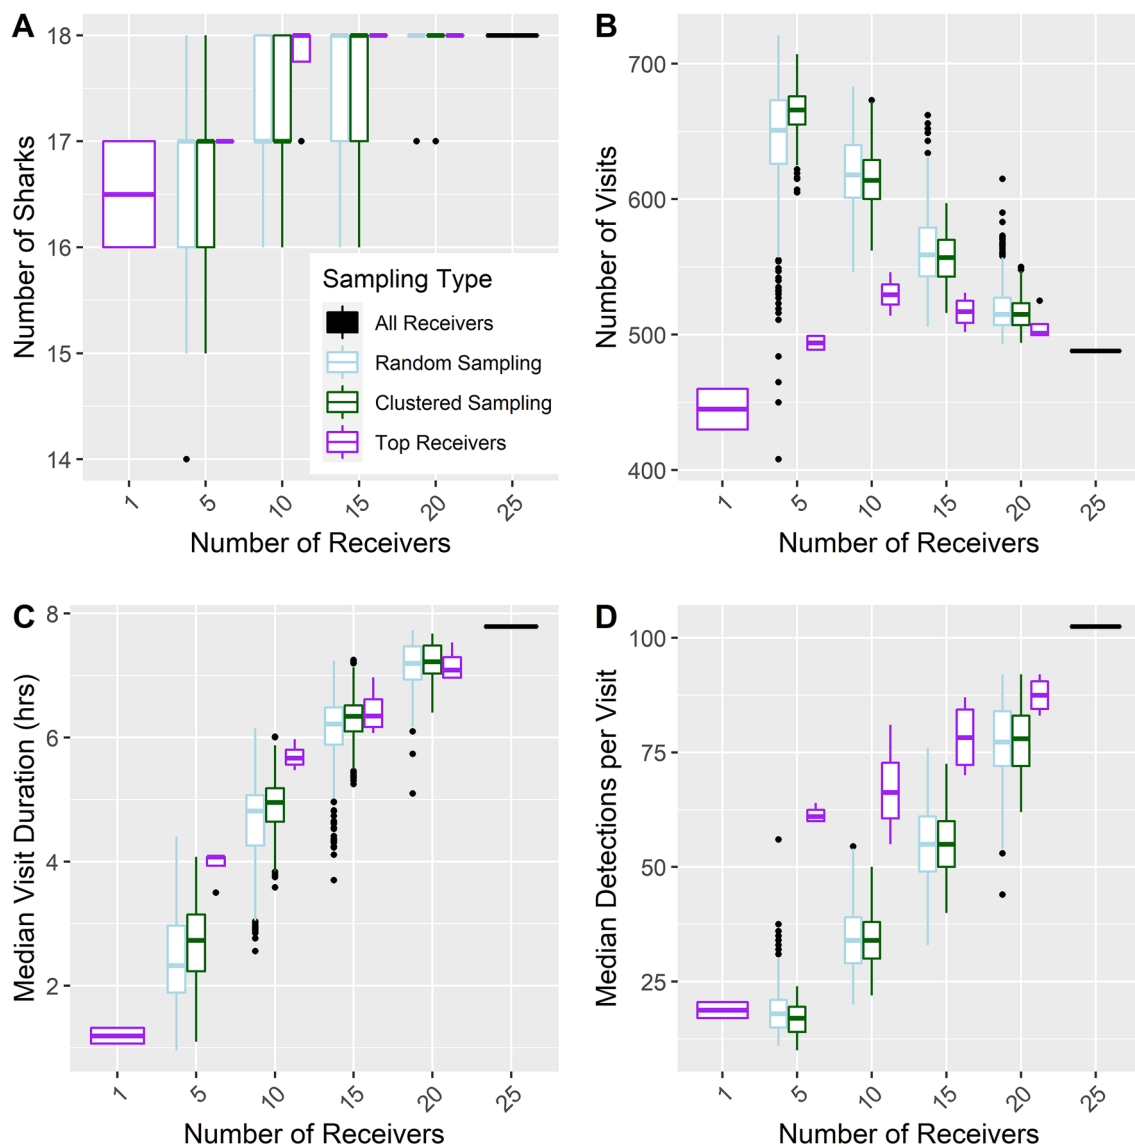 A
Number of Sharks
18
17
16
15
14
1
5
10
15
20
25
Number of Receivers
Sampling Type
All Receivers
Random Sampling
Clustered Sampling
Top Receivers
B
Number of Visits
700
600
500
400
1
5
10
15
20
25
Number of Receivers
C
Median Visit Duration (hrs)
8
6
4
2
1
5
10
15
20
25
Number of Receivers
D
Median Detections per Visit
100
75
50
25
1
5
10
15
20
25
Number of Receivers